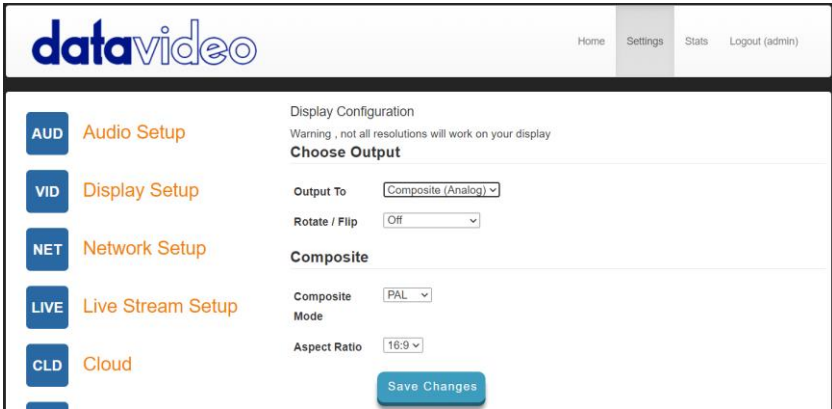 datavideo
Home Settings Stats Logout (admin)
AUD Audio Setup
VID Display Setup
NET Network Setup
LIVE Live Stream Setup
CLD Cloud
Display Configuration
Warning , not all resolutions will work on your display
Choose Output
Output To Composite (Analog)
Rotate / Flip Off
Composite
Composite
Mode PAL
Aspect Ratio 16:9
Save Changes